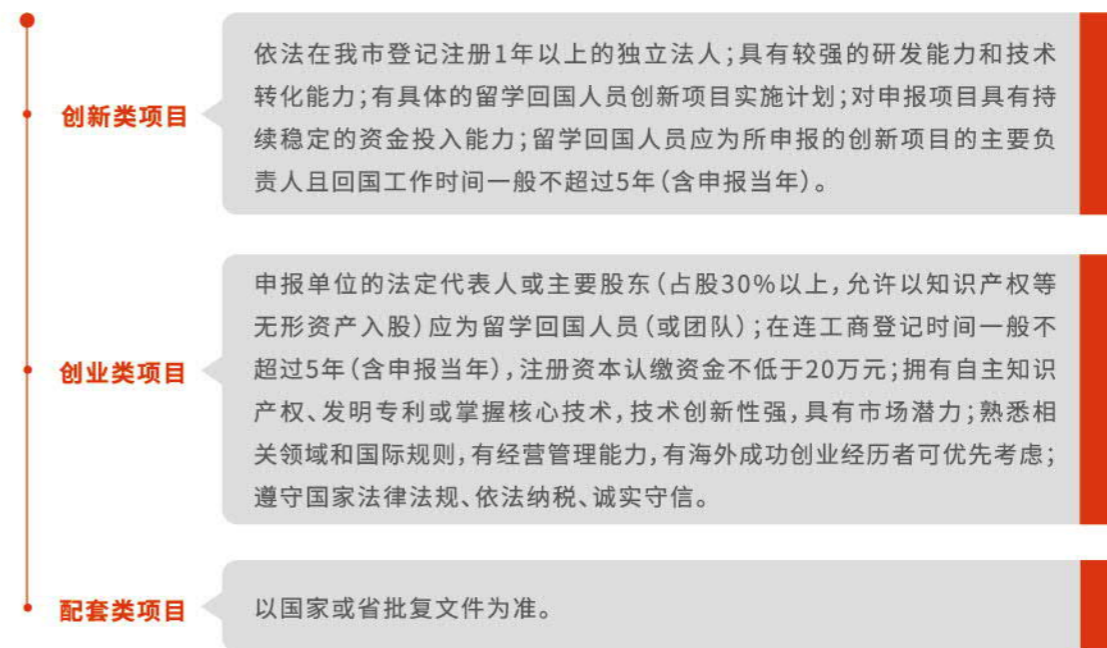 创新类项目
依法在我市登记注册1年以上的独立法人;具有较强的研发能力和技术
转化能力;有具体的留学回国人员创新项目实施计划;对申报项目具有持
续稳定的资金投入能力;留学回国人员应为所申报的创新项目的主要负
责人且回国工作时间一般不超过5年(含申报当年)。
创业类项目
申报单位的法定代表人或主要股东(占股30%以上,允许以知识产权等
无形资产入股)应为留学回国人员(或团队);在连工商登记时间一般不
超过5年(含申报当年),注册资本认缴资金不低于20万元;拥有自主知识
产权、发明专利或掌握核心技术,技术创新性强,具有市场潜力;熟悉相
关领域和国际规则,有经营管理能力,有海外成功创业经历者可优先考虑;
遵守国家法律法规、依法纳税、诚实守信。
配套类项目
以国家或省批复文件为准。